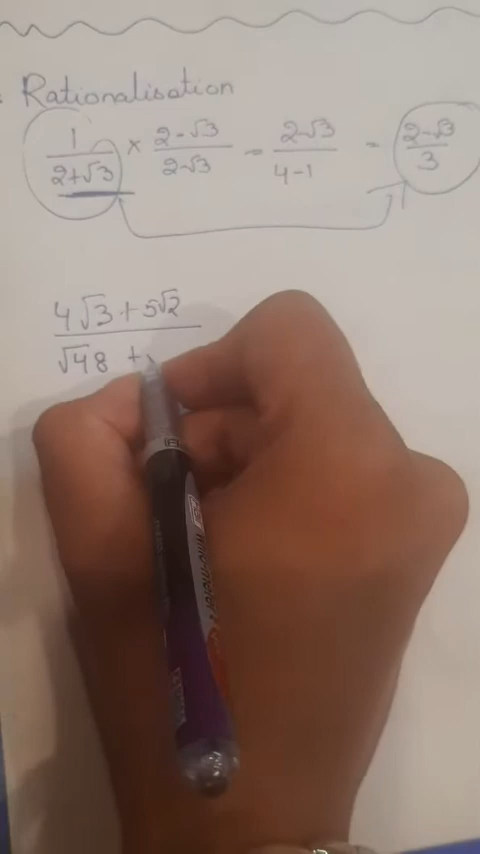 Rationalisation
1/2+√3 × 2-√3/2-√3 = 2-√3/4-1 = 2-√3/3
4√3+5√2/√48 +